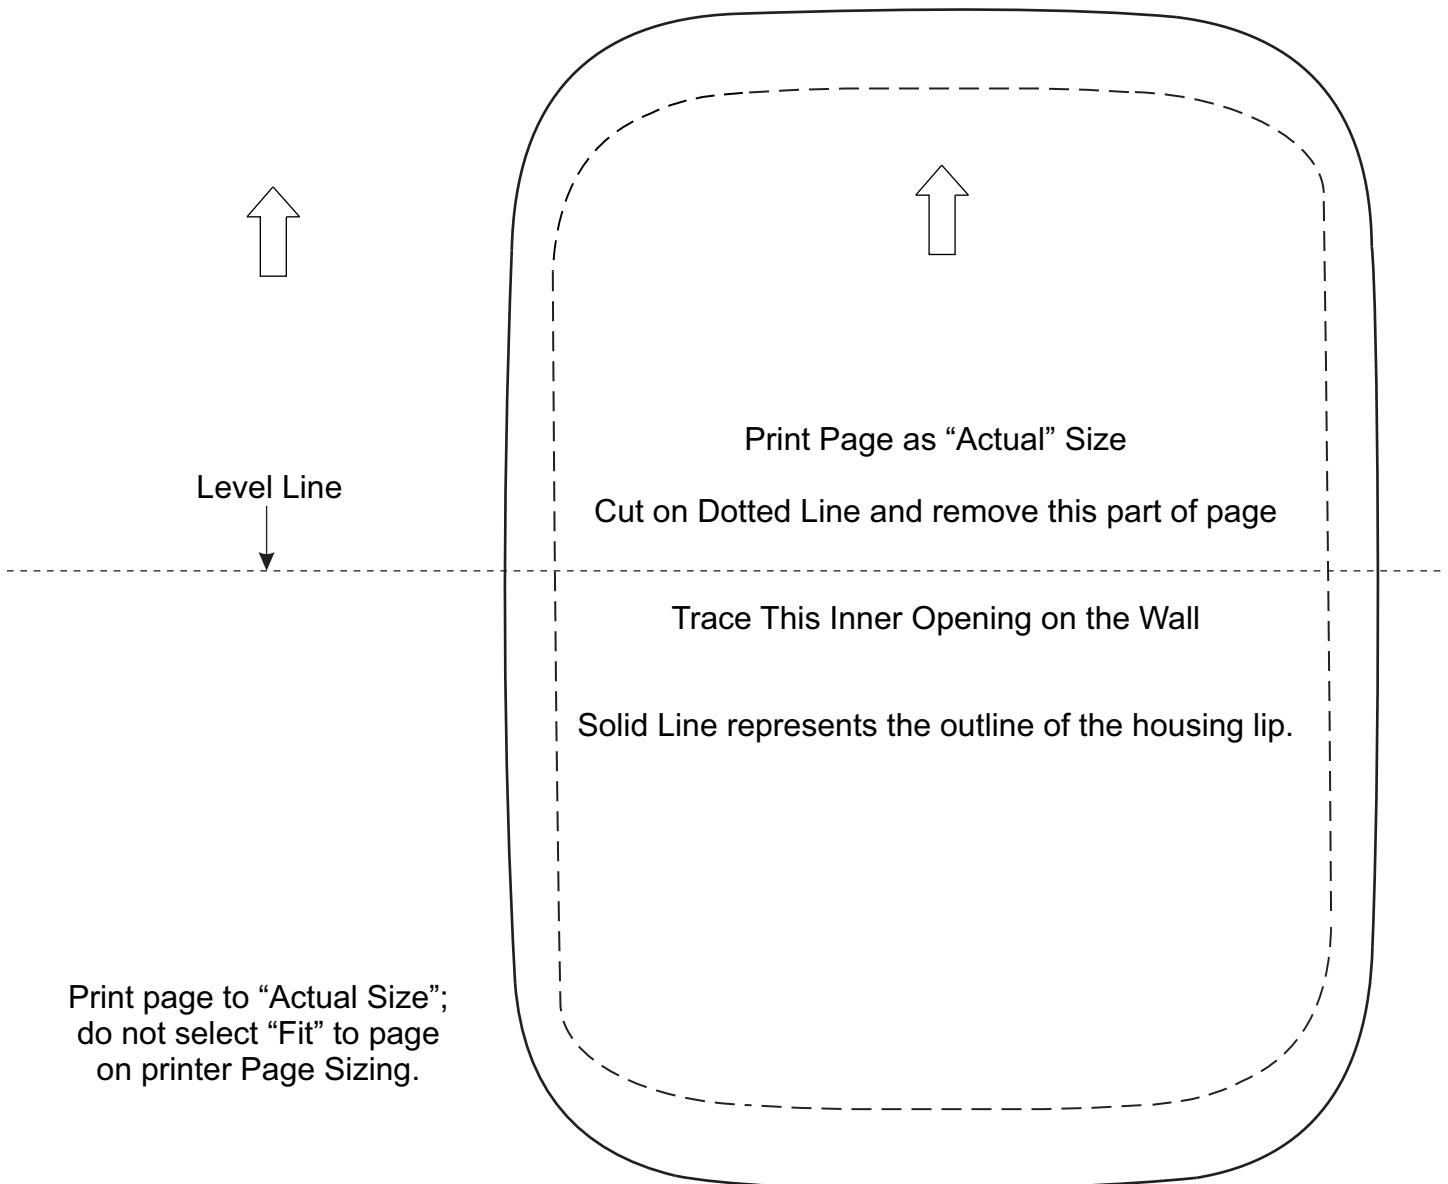 Print Page as “Actual” Size
Level Line
Cut on Dotted Line and remove this part of page
Trace This Inner Opening on the Wall
Solid Line represents the outline of the housing lip.
Print page to “Actual Size”;
do not select “Fit” to page
on printer Page Sizing.